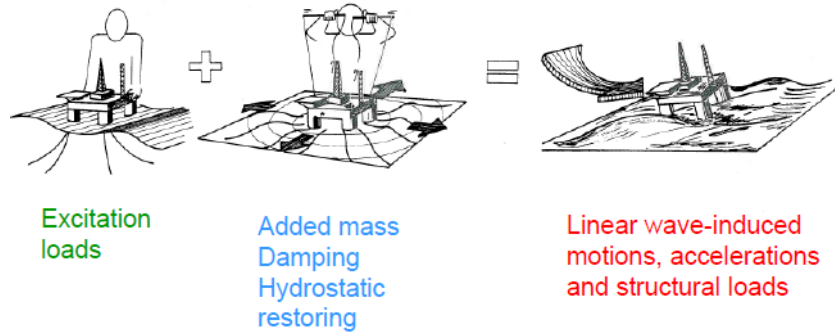 Excitation
loads
Added mass
Damping
Hydrostatic
restoring
Linear wave-induced
motions, accelerations
and structural loads